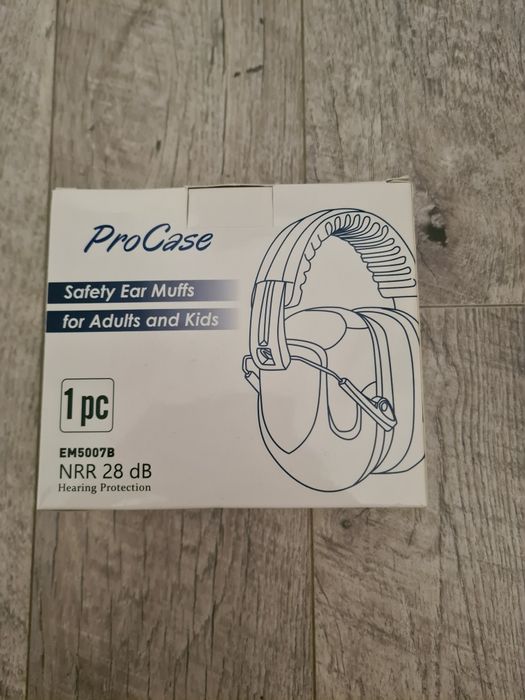 ProCase
Safety Ear Muffs
for Adults and Kids
1 pc
EM5007B
NRR 28 dB
Hearing Protection